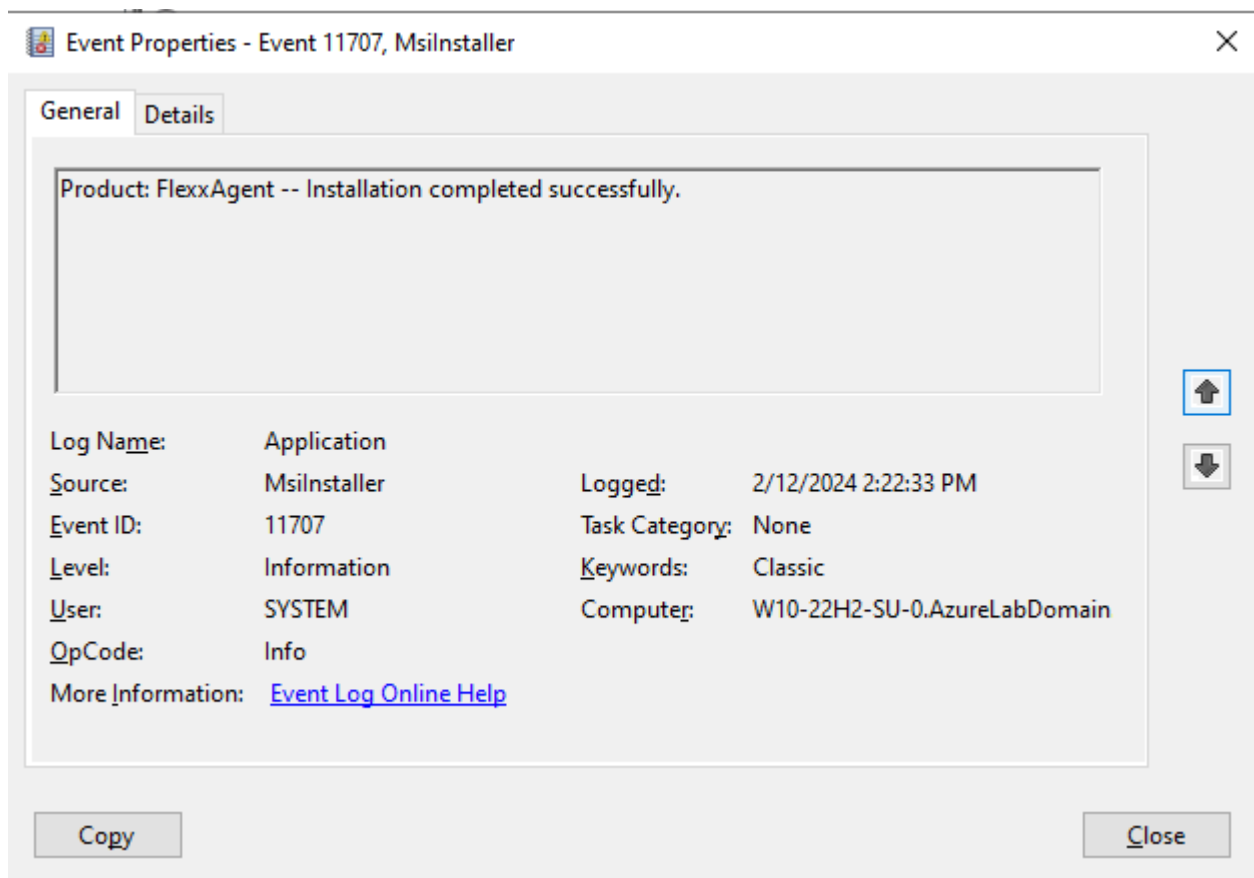 Event Properties - Event 11707, MsiInstaller
General Details
Product: FlexxAgent -- Installation completed successfully.
Log Name: Application
Source: MsiInstaller Logged: 2/12/2024 2:22:33 PM
Event ID: 11707 Task Category: None
Level: Information Keywords: Classic
User: SYSTEM Computer: W10-22H2-SU-0.AzureLabDomain
OpCode: Info
More Information: Event Log Online Help
Copy Close